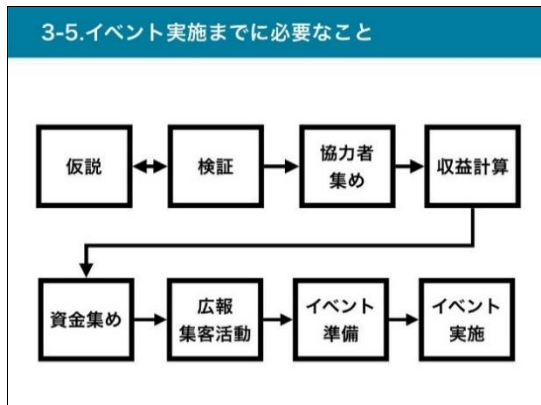 3-5.イベント実施までに必要なこと
仮説
検証
協力者
集め
収益計算
資金集め
広報
集客活動
イベント
準備
イベント
実施